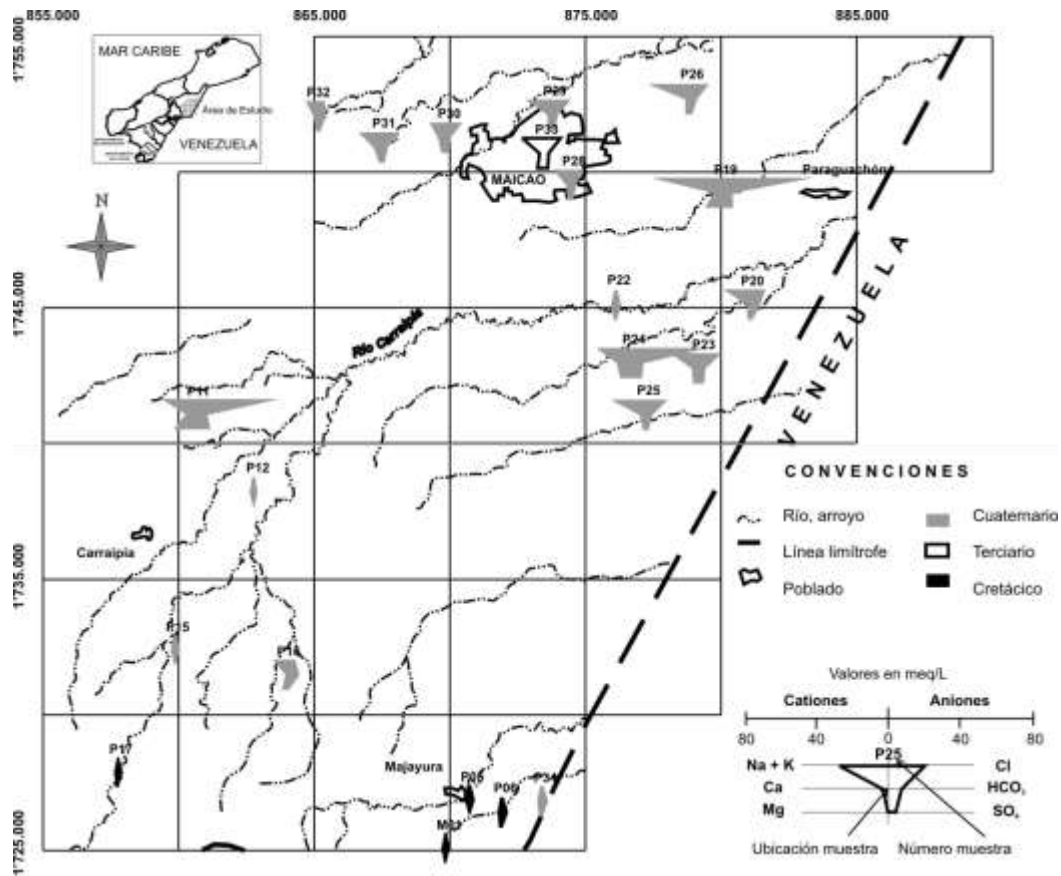 855.000 865.000 875.000 885.000
1'755.000
1'745.000
1'735.000
1'725.000
MAR CARIBE
Área de Estudio
VENEZUELA
N
P32
P31
P30
P29
P26
P33
P28
MAICAO
P19
Paraguachón
P22
P20
Río Carraipía
P24
P23
P25
P11
P12
Carraipia
P15
P17
Majayura
P05
P06
P34
VENEZUELA
CONVENCIONES
Río, arroyo
Línea limítrofe
Poblado
Cuaternario
Terciario
Cretácico
Valores en meq/L
Cationes Aniones
80 40 0 40 80
P25
Na + K Cl
Ca HCO₃
Mg SO₄
Ubicación muestra Número muestra